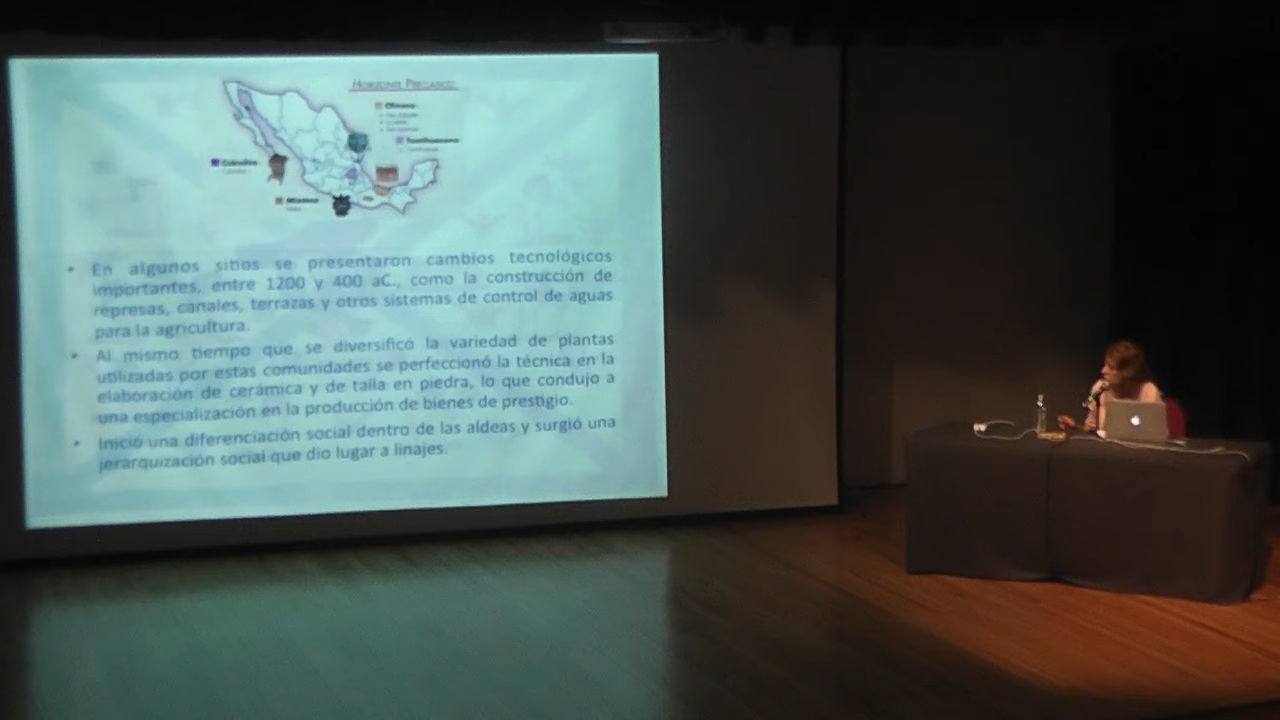 HORIZONTE PRECLÁSICO
Olmeca
• En algunos sitios se presentaron cambios tecnológicos
importantes, entre 1200 y 400 aC., como la construcción de
represas, canales, terrazas y otros sistemas de control de aguas
para la agricultura.
• Al mismo tiempo que se diversificó la variedad de plantas
utilizadas por estas comunidades se perfeccionó la técnica en la
elaboración de cerámica y de talla en piedra, lo que condujo a
una especialización en la producción de bienes de prestigio.
• Inició una diferenciación social dentro de las aldeas y surgió una
jerarquización social que dio lugar a linajes.